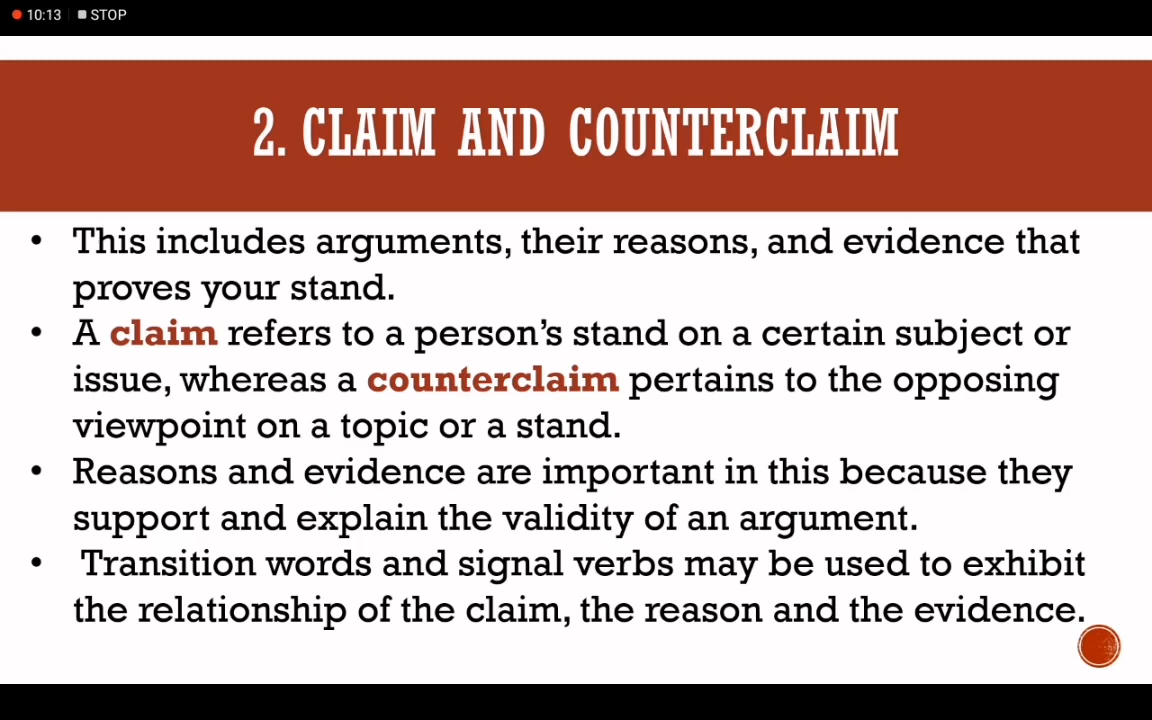 10:13 STOP
2. CLAIM AND COUNTERCLAIM
• This includes arguments, their reasons, and evidence that
proves your stand.
• A claim refers to a person's stand on a certain subject or
issue, whereas a counterclaim pertains to the opposing
viewpoint on a topic or a stand.
• Reasons and evidence are important in this because they
support and explain the validity of an argument.
• Transition words and signal verbs may be used to exhibit
the relationship of the claim, the reason and the evidence.